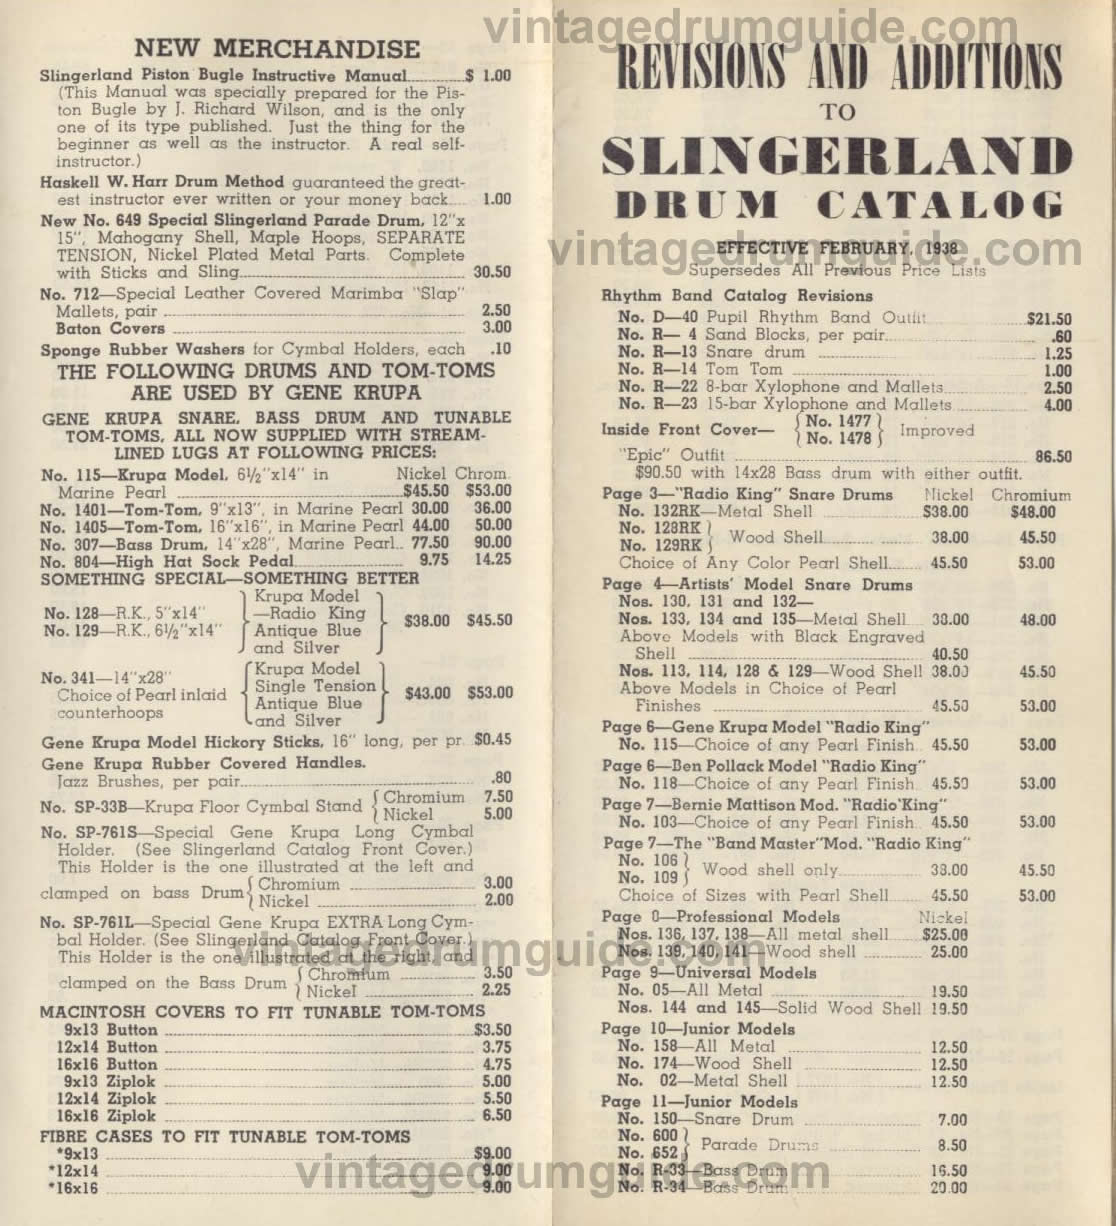 NEW MERCHANDISE
Slingerland Piston Bugle Instructive Manual $ 1.00
(This Manual was specially prepared for the Pis-
ton Bugle by J. Richard Wilson, and is the only
one of its type published. Just the thing for the
beginner as well as the instructor. A real self-
instructor.)
Haskell W. Harr Drum Method guaranteed the great-
est instructor ever written or your money back 1.00
New No. 649 Special Slingerland Parade Drum, 12"x
15", Mahogany Shell, Maple Hoops, SEPARATE
TENSION, Nickel Plated Metal Parts. Complete
with Sticks and Sling 30.50
No. 712—Special Leather Covered Marimba "Slap"
Mallets, pair 2.50
Baton Covers 3.00
Sponge Rubber Washers for Cymbal Holders, each .10
THE FOLLOWING DRUMS AND TOM-TOMS
ARE USED BY GENE KRUPA
GENE KRUPA SNARE, BASS DRUM AND TUNABLE
TOM-TOMS, ALL NOW SUPPLIED WITH STREAM-
LINED LUGS AT FOLLOWING PRICES:
No. 115—Krupa Model, 6½"x14" in Nickel Chrom.
Marine Pearl $45.50 $53.00
No. 1401—Tom-Tom, 9"x13", in Marine Pearl 30.00 36.00
No. 1405—Tom-Tom, 16"x16", in Marine Pearl 44.00 50.00
No. 307—Bass Drum, 14"x28", Marine Pearl 77.50 90.00
No. 804—High Hat Sock Pedal 9.75 14.25
SOMETHING SPECIAL—SOMETHING BETTER
Krupa Model
No. 128—R.K., 5"x14" —Radio King
No. 129—R.K., 6½"x14" Antique Blue $38.00 $45.50
and Silver
Krupa Model
No. 341—14"x28" Single Tension
Choice of Pearl inlaid Antique Blue $43.00 $53.00
counterhoops and Silver
Gene Krupa Model Hickory Sticks, 16" long, per pr. $0.45
Gene Krupa Rubber Covered Handles.
Jazz Brushes, per pair .80
No. SP-33B—Krupa Floor Cymbal Stand { Chromium 7.50
Nickel 5.00
No. SP-761S—Special Gene Krupa Long Cymbal
Holder. (See Slingerland Catalog Front Cover.)
This Holder is the one illustrated at the left and
clamped on bass Drum { Chromium 3.00
Nickel 2.00
No. SP-761L—Special Gene Krupa EXTRA Long Cym-
bal Holder. (See Slingerland Catalog Front Cover.)
This Holder is the one illustrated at the right, and
clamped on the Bass Drum { Chromium 3.50
Nickel 2.25
MACINTOSH COVERS TO FIT TUNABLE TOM-TOMS
9x13 Button $3.50
12x14 Button 3.75
16x16 Button 4.75
9x13 Ziplok 5.00
12x14 Ziplok 5.50
16x16 Ziplok 6.50
FIBRE CASES TO FIT TUNABLE TOM-TOMS
*9x13 $9.00
*12x14 9.00
*16x16 9.00
REVISIONS AND ADDITIONS
TO
SLINGERLAND
DRUM CATALOG
EFFECTIVE FEBRUARY, 1938
Supersedes All Previous Price Lists
Rhythm Band Catalog Revisions
No. D—40 Pupil Rhythm Band Outfit $21.50
No. R— 4 Sand Blocks, per pair .60
No. R—13 Snare drum 1.25
No. R—14 Tom Tom 1.00
No. R—22 8-bar Xylophone and Mallets 2.50
No. R—23 15-bar Xylophone and Mallets 4.00
Inside Front Cover— { No. 1477 } Improved
No. 1478
"Epic" Outfit 86.50
$90.50 with 14x28 Bass drum with either outfit.
Page 3—"Radio King" Snare Drums Nickel Chromium
No. 132RK—Metal Shell $38.00 $48.00
No. 128RK
No. 129RK } Wood Shell 38.00 45.50
Choice of Any Color Pearl Shell 45.50 53.00
Page 4—Artists' Model Snare Drums
Nos. 130, 131 and 132—
Nos. 133, 134 and 135—Metal Shell 38.00 48.00
Above Models with Black Engraved
Shell 40.50
Nos. 113, 114, 128 & 129—Wood Shell 38.00 45.50
Above Models in Choice of Pearl
Finishes 45.50 53.00
Page 6—Gene Krupa Model "Radio King"
No. 115—Choice of any Pearl Finish 45.50 53.00
Page 6—Ben Pollack Model "Radio King"
No. 118—Choice of any Pearl Finish 45.50 53.00
Page 7—Bernie Mattison Mod. "Radio King"
No. 103—Choice of any Pearl Finish 45.50 53.00
Page 7—The "Band Master" Mod. "Radio King"
No. 106
No. 109 } Wood shell only 38.00 45.50
Choice of Sizes with Pearl Shell 45.50 53.00
Page 8—Professional Models Nickel
Nos. 136, 137, 138—All metal shell $25.00
Nos. 139, 140, 141—Wood shell 25.00
Page 9—Universal Models
No. 05—All Metal 19.50
Nos. 144 and 145—Solid Wood Shell 19.50
Page 10—Junior Models
No. 158—All Metal 12.50
No. 174—Wood Shell 12.50
No. 02—Metal Shell 12.50
Page 11—Junior Models
No. 150—Snare Drum 7.00
No. 600
No. 652 } Parade Drums 8.50
No. R-33—Bass Drum 16.50
No. R-34—Bass Drum 20.00
vintagedrumguide.com
vintagedrumguide.com
vintagedrumguide.com
vintagedrumguide.com